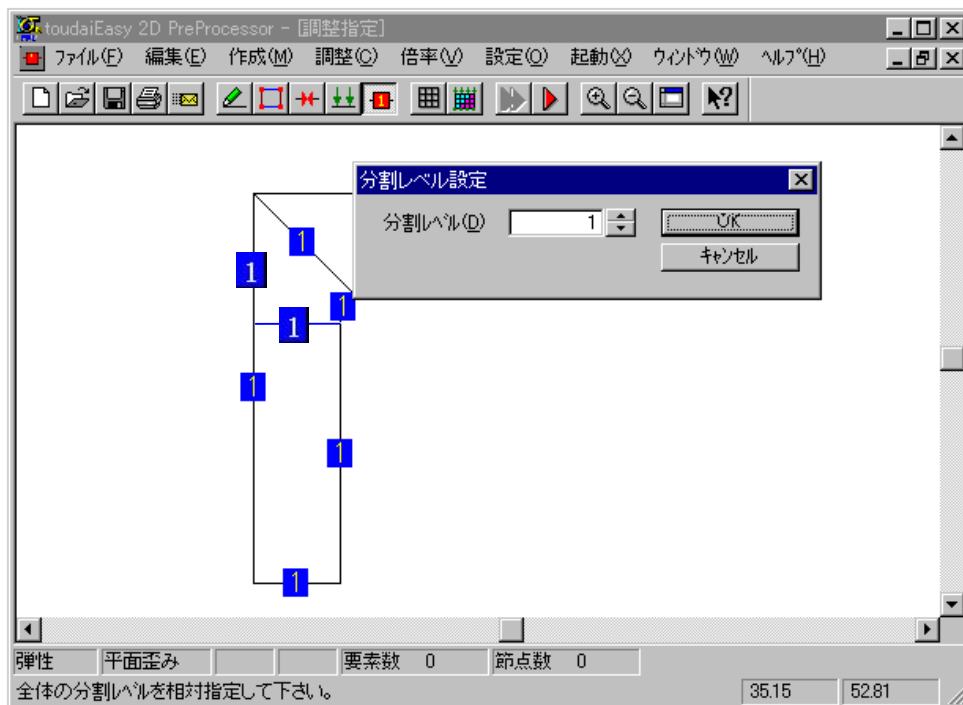 toudaiEasy 2D PreProcessor - [調整指定]
ファイル(F) 編集(E) 作成(M) 調整(C) 倍率(V) 設定(O) 起動(X) ウィンドウ(W) ヘルプ(H)
1
分割レベル設定
分割レベル(D) 1 OK
キャンセル
1
1
1
1
1
1
1
弾性 平面歪み 要素数 0 節点数 0
全体の分割レベルを相対指定して下さい。 35.15 52.81